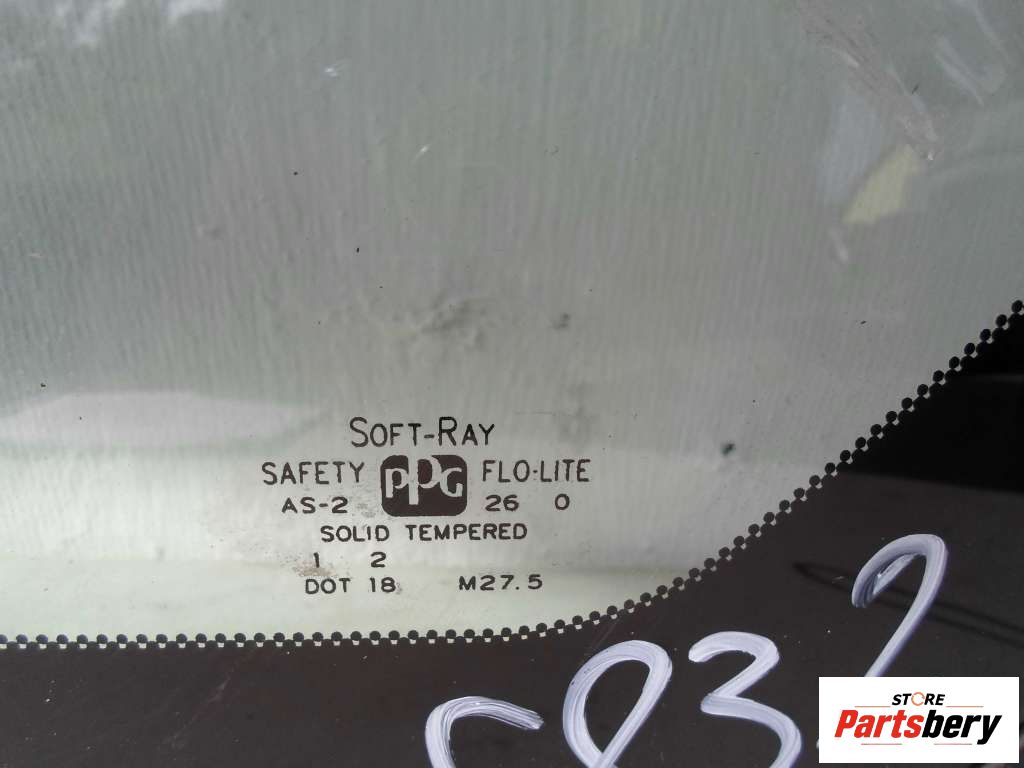 SOFT-RAY
SAFETY PPG FLO-LITE
AS-2 26 0
SOLID TEMPERED
1 2
DOT 18 M27.5
STORE
Partsbery